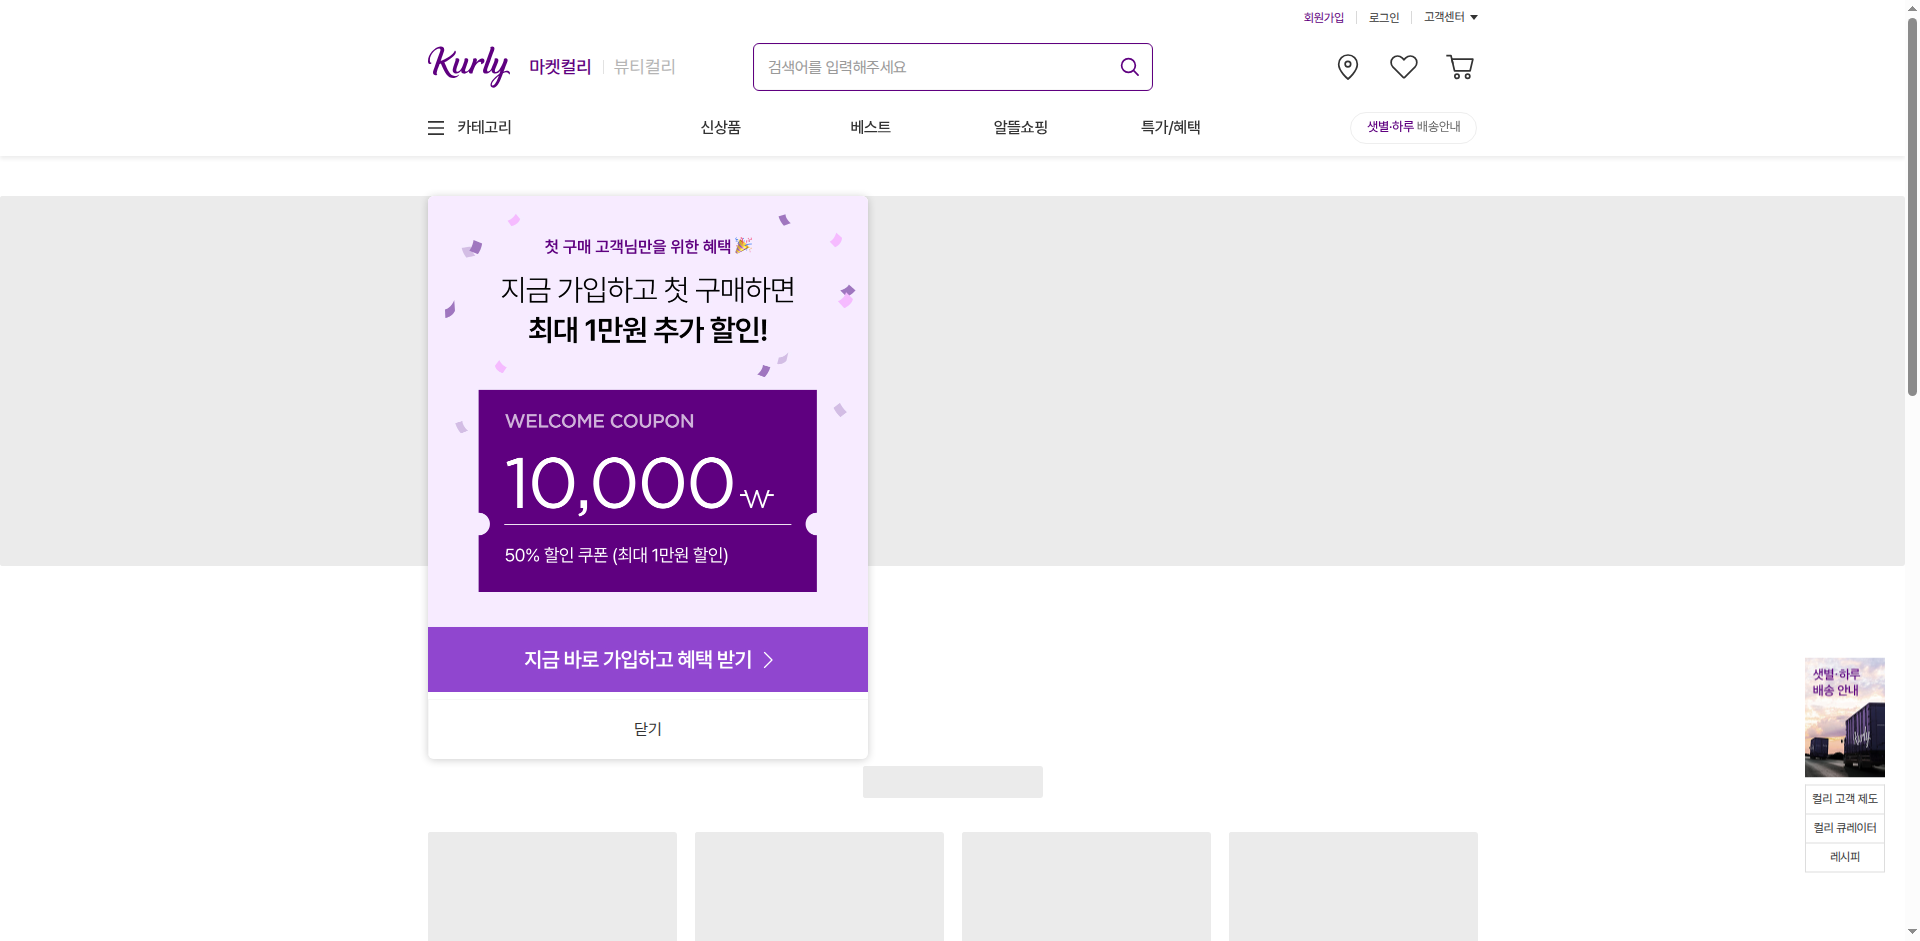 회원가입
로그인
고객센터
Kurly
마켓컬리
뷰티컬리
검색어를 입력해주세요
카테고리
신상품
베스트
알뜰쇼핑
특가/혜택
샛별·하루 배송안내
첫 구매 고객님만을 위한 혜택
지금 가입하고 첫 구매하면
최대 1만원 추가 할인!
WELCOME COUPON
10,000₩
50% 할인 쿠폰 (최대 1만원 할인)
지금 바로 가입하고 혜택 받기
닫기
샛별·하루
배송 안내
Kurly
컬리 고객 제도
컬리 큐레이터
레시피